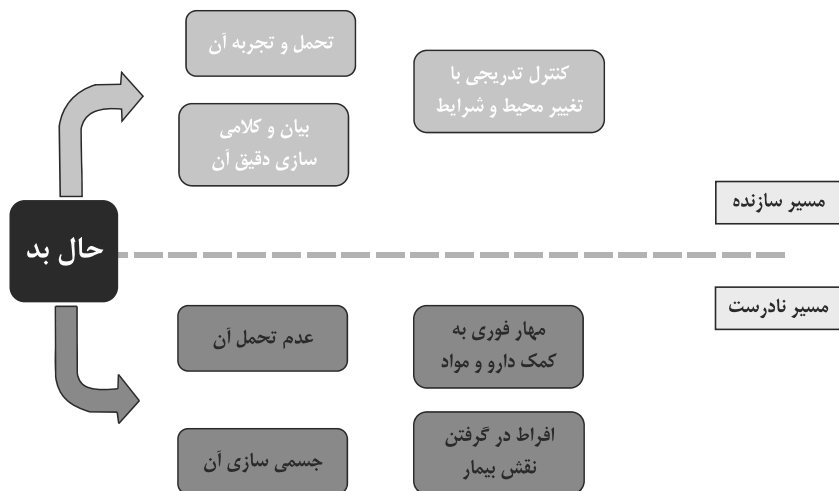 تحمل و تجربه آن
کنترل تدریجی با
تغییر محیط و شرایط
بیان و کلامی
سازی دقیق آن
مسیر سازنده
حال بد
مسیر نادرست
عدم تحمل آن
مهار فوری به
کمک دارو و مواد
جسمی سازی آن
افراط در گرفتن
نقش بیمار